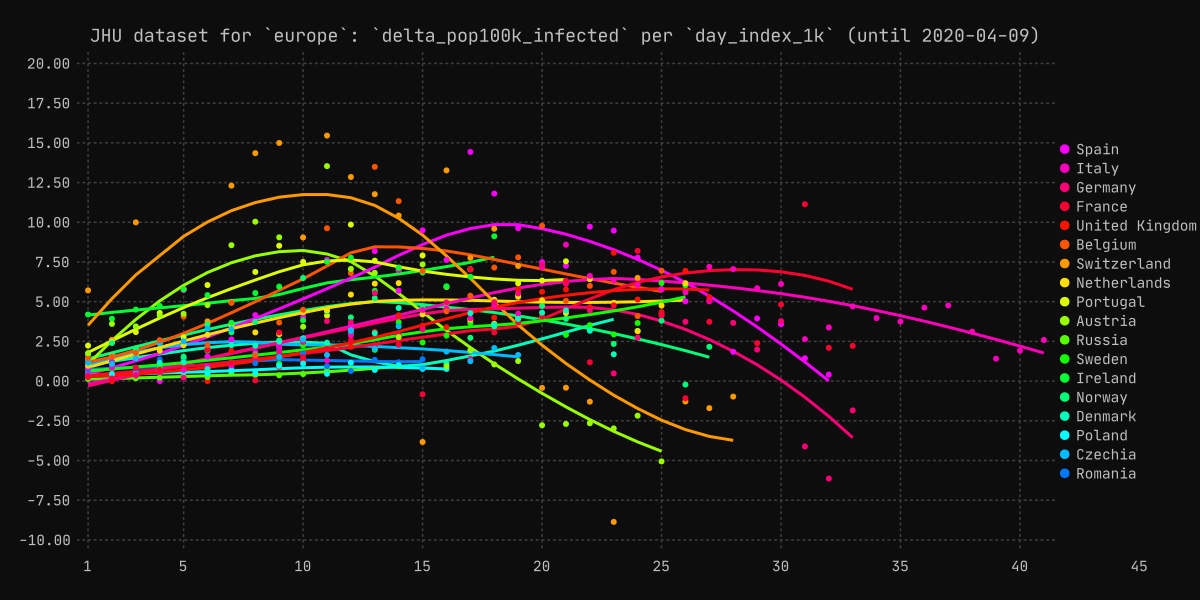 JHU dataset for `europe`: `delta_pop100k_infected` per `day_index_1k` (until 2020-04-09)
20.00
17.50
15.00
12.50
10.00
7.50
5.00
2.50
0.00
-2.50
-5.00
-7.50
-10.00
1 5 10 15 20 25 30 35 40 45
Spain
Italy
Germany
France
United Kingdom
Belgium
Switzerland
Netherlands
Portugal
Austria
Russia
Sweden
Ireland
Norway
Denmark
Poland
Czechia
Romania